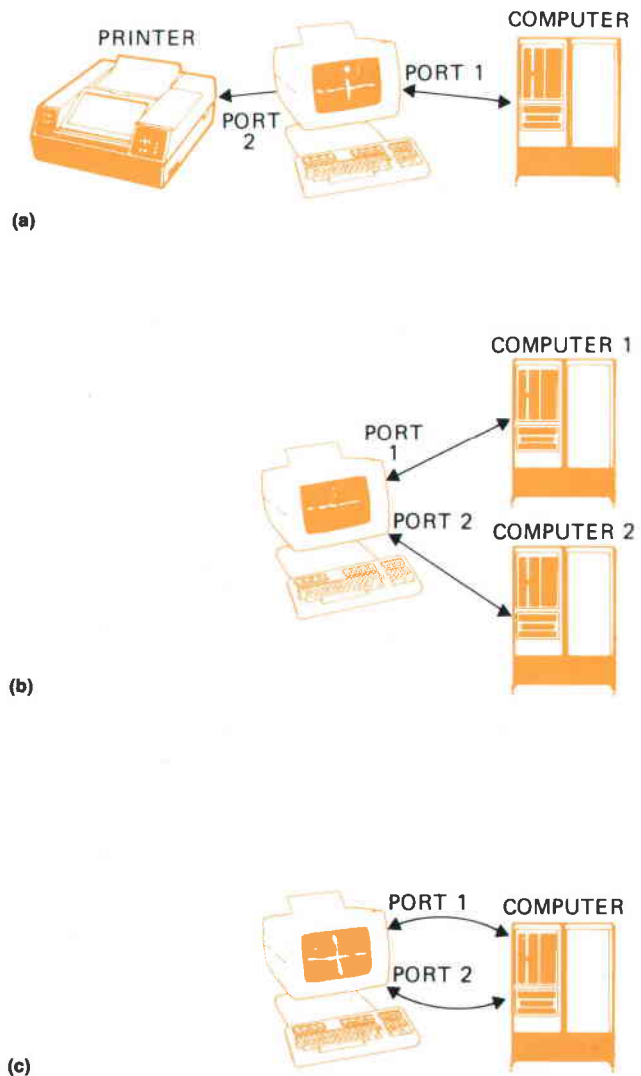 COMPUTER
PRINTER
PORT 1
PORT
2
(a)
COMPUTER 1
PORT
1
PORT 2
COMPUTER 2
(b)
PORT 1
COMPUTER
PORT 2
(c)